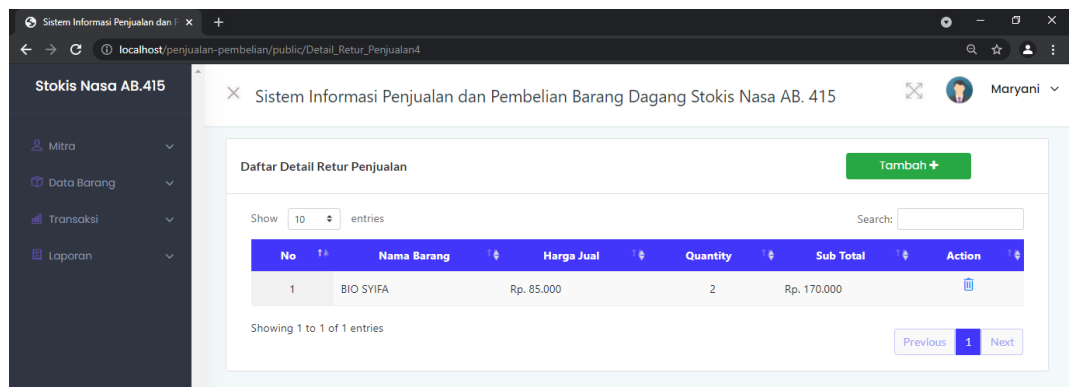 Sistem Informasi Penjualan dan P
localhost/penjualan-pembelian/public/Detail_Retur_Penjualan4
Stokis Nasa AB.415
Sistem Informasi Penjualan dan Pembelian Barang Dagang Stokis Nasa AB. 415
Maryani
Mitra
Data Barang
Transaksi
Laporan
Daftar Detail Retur Penjualan
Tambah +
Show 10 entries
Search:
No Nama Barang Harga Jual Quantity Sub Total Action
1 BIO SYIFA Rp. 85.000 2 Rp. 170.000
Showing 1 to 1 of 1 entries
Previous 1 Next